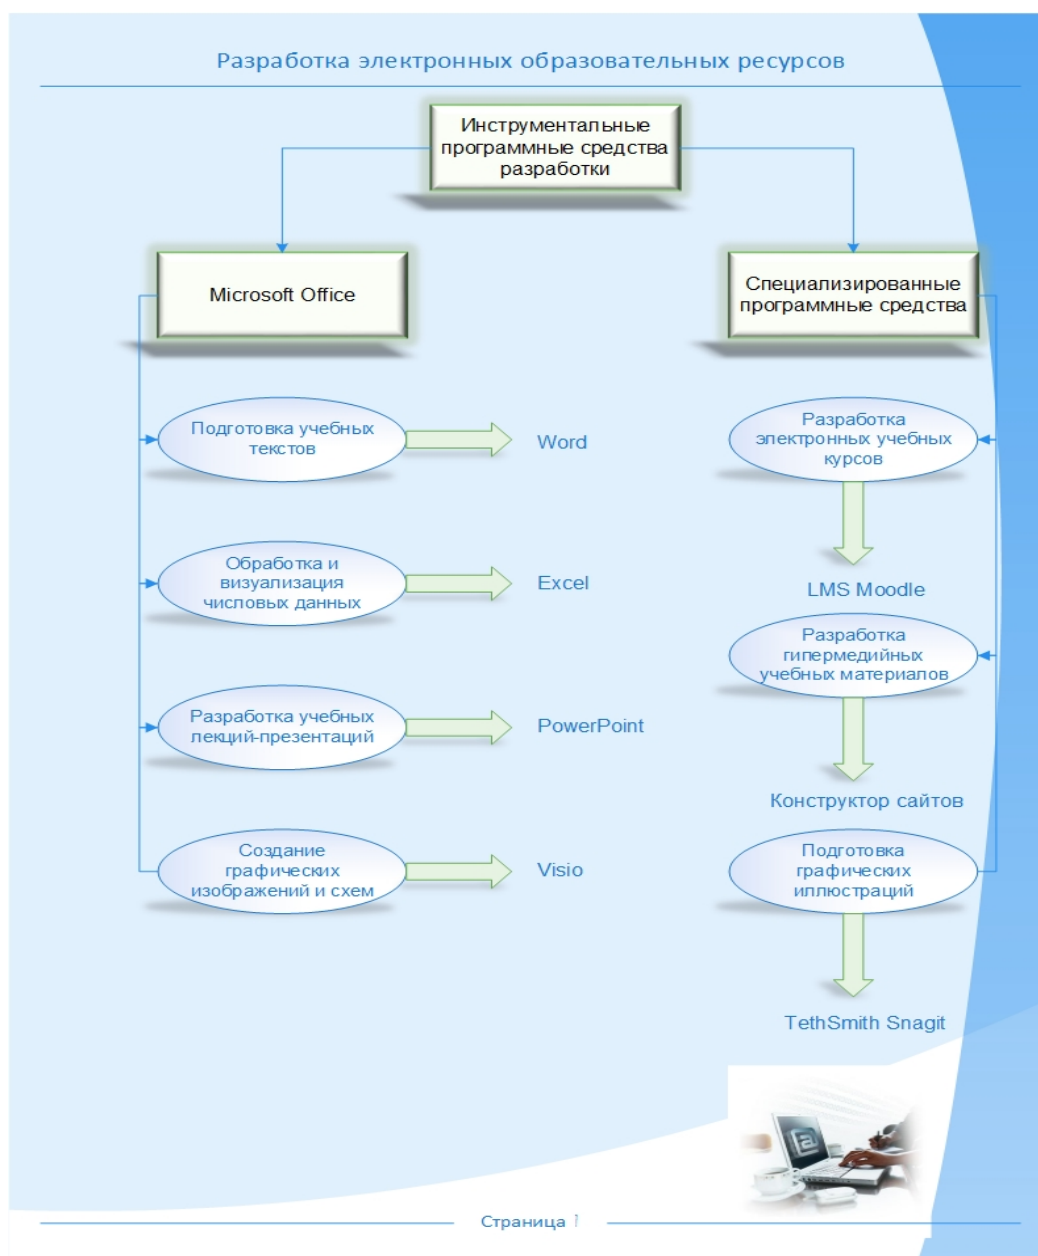 Разработка электронных образовательных ресурсов
Инструментальные
программные средства
разработки
Microsoft Office
Специализированные
программные средства
Подготовка учебных
текстов
Word
Разработка
электронных учебных
курсов
Обработка и
визуализация
числовых данных
Excel
LMS Moodle
Разработка
гипермедийных
учебных материалов
Разработка учебных
лекций-презентаций
PowerPoint
Конструктор сайтов
Создание
графических
изображений и схем
Visio
Подготовка
графических
иллюстраций
TethSmith Snagit
Страница 1